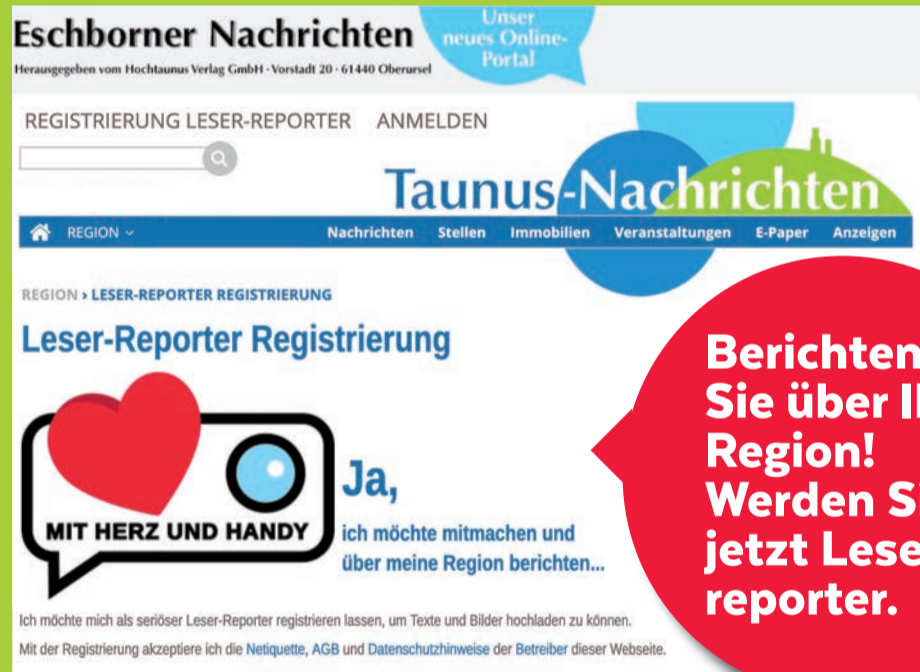 Eschborner Nachrichten
Herausgegeben vom Hochtaunus Verlag GmbH · Vorstadt 20 · 61440 Oberursel
Unser
neues Online-
Portal
REGISTRIERUNG LESER-REPORTER ANMELDEN
Taunus-Nachrichten
REGION Nachrichten Stellen Immobilien Veranstaltungen E-Paper Anzeigen
REGION › LESER-REPORTER REGISTRIERUNG
Leser-Reporter Registrierung
MIT HERZ UND HANDY
Ja,
ich möchte mitmachen und
über meine Region berichten...
Ich möchte mich als seriöser Leser-Reporter registrieren lassen, um Texte und Bilder hochladen zu können.
Mit der Registrierung akzeptiere ich die Netiquette, AGB und Datenschutzhinweise der Betreiber dieser Webseite.
Berichten
Sie über
Region!
Werden
jetzt
reporter.